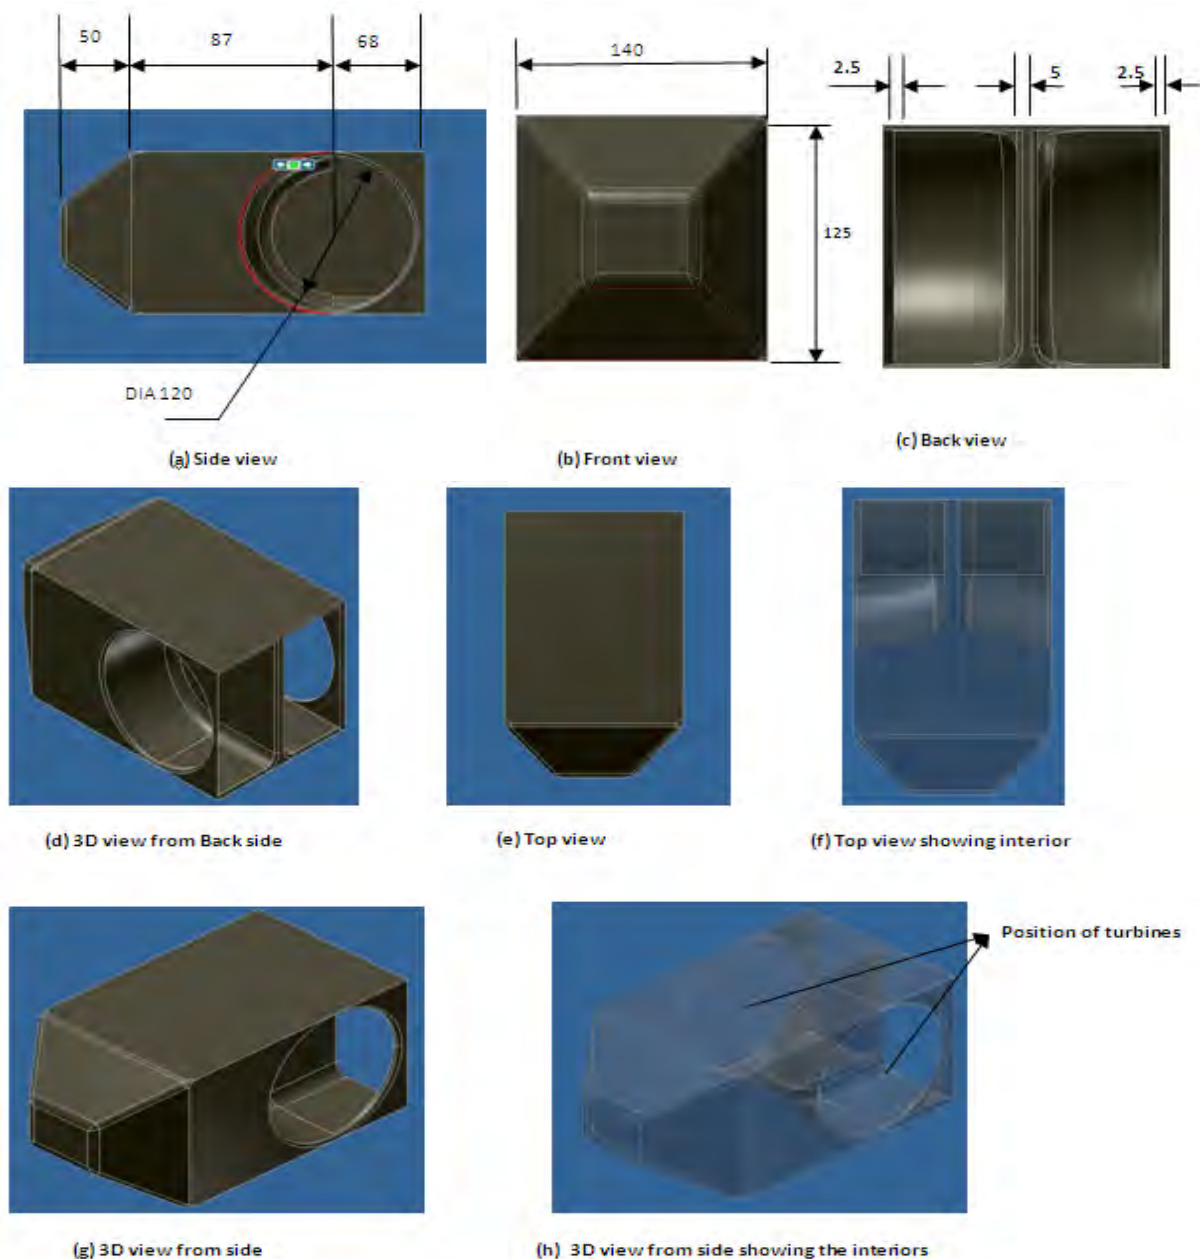 50
87
68
140
2.5
5
2.5
125
DIA 120
(a) Side view
(b) Front view
(c) Back view
(d) 3D view from Back side
(e) Top view
(f) Top view showing interior
Position of turbines
(g) 3D view from side
(h) 3D view from side showing the interiors